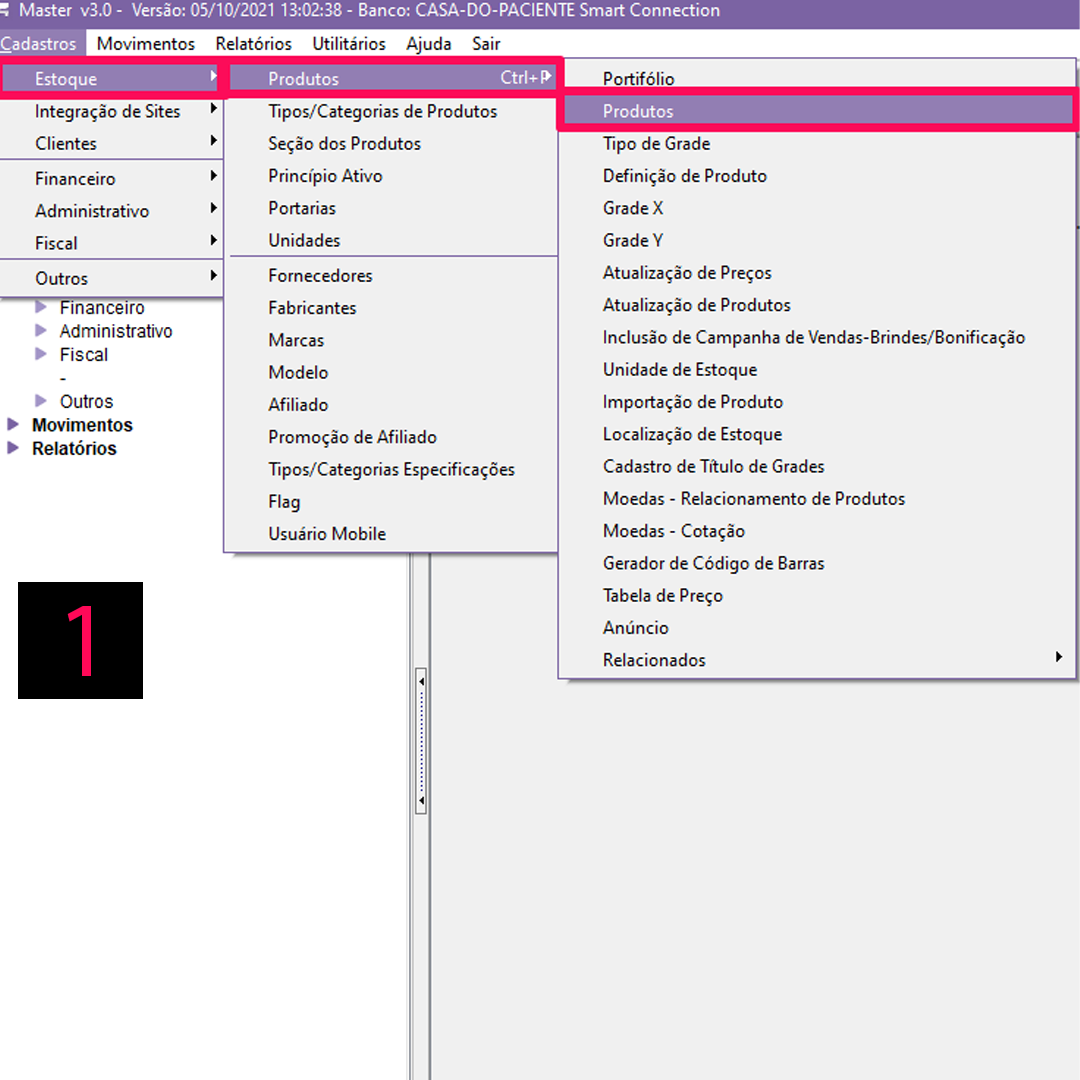 Master v3.0 - Versão: 05/10/2021 13:02:38 - Banco: CASA-DO-PACIENTE Smart Connection
Cadastros Movimentos Relatórios Utilitários Ajuda Sair
Estoque
Integração de Sites
Clientes
Financeiro
Administrativo
Fiscal
Outros
Financeiro
Administrativo
Fiscal
-
Outros
Movimentos
Relatórios
Produtos Ctrl+P
Tipos/Categorias de Produtos
Seção dos Produtos
Princípio Ativo
Portarias
Unidades
Fornecedores
Fabricantes
Marcas
Modelo
Afiliado
Promoção de Afiliado
Tipos/Categorias Especificações
Flag
Usuário Mobile
Portifólio
Produtos
Tipo de Grade
Definição de Produto
Grade X
Grade Y
Atualização de Preços
Atualização de Produtos
Inclusão de Campanha de Vendas-Brindes/Bonificação
Unidade de Estoque
Importação de Produto
Localização de Estoque
Cadastro de Título de Grades
Moedas - Relacionamento de Produtos
Moedas - Cotação
Gerador de Código de Barras
Tabela de Preço
Anúncio
Relacionados
1